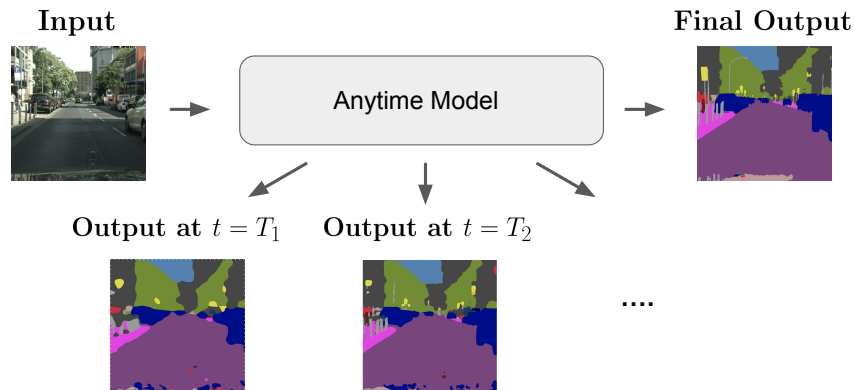 Input
Final Output
Anytime Model
Output at t = T₁
Output at t = T₂
....